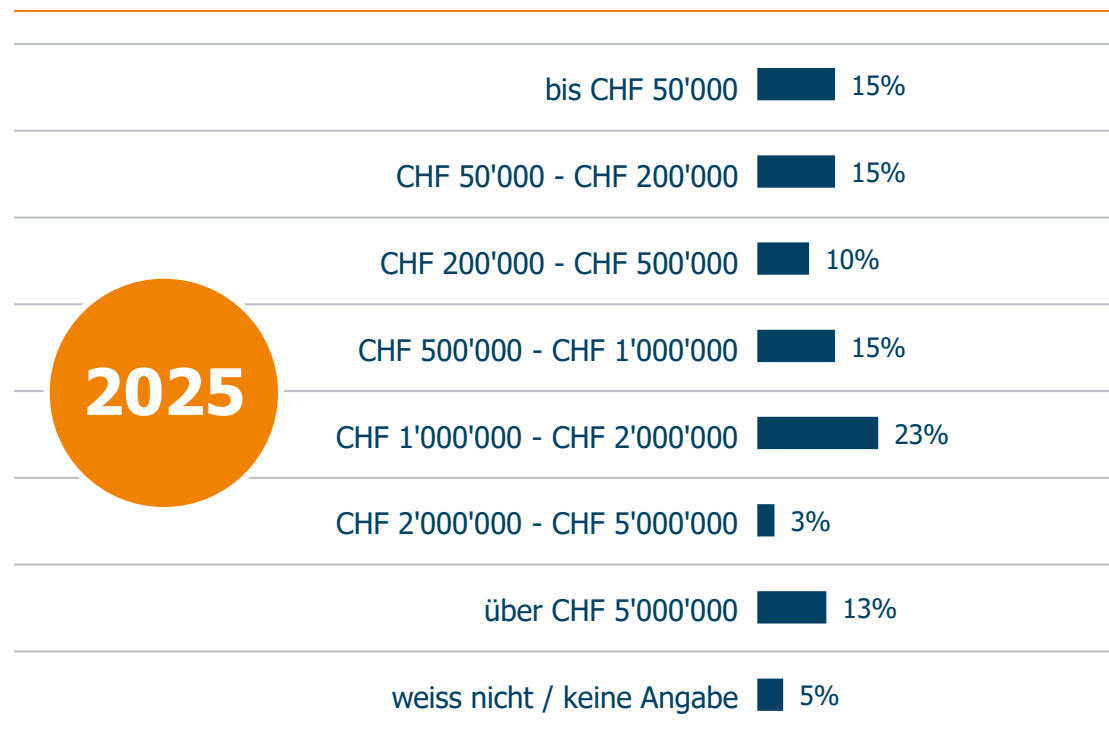 bis CHF 50'000 15%
CHF 50'000 - CHF 200'000 15%
CHF 200'000 - CHF 500'000 10%
CHF 500'000 - CHF 1'000'000 15%
2025
CHF 1'000'000 - CHF 2'000'000 23%
CHF 2'000'000 - CHF 5'000'000 3%
über CHF 5'000'000 13%
weiss nicht / keine Angabe 5%